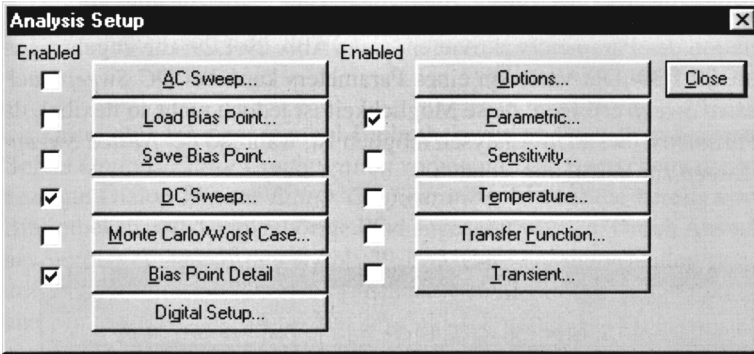 Analysis Setup
Enabled
AC Sweep...
Load Bias Point...
Save Bias Point...
DC Sweep...
Monte Carlo/Worst Case...
Bias Point Detail
Digital Setup...
Enabled
Options...
Parametric...
Sensitivity...
Temperature...
Transfer Function...
Transient...
Close